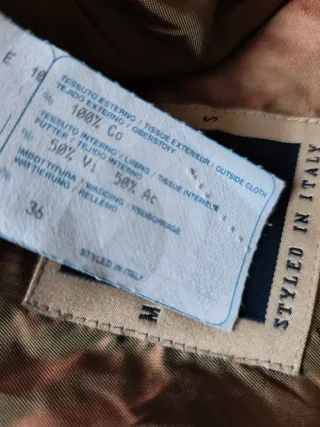 E 10
TESSUTO ESTERNO / TISSUE EXTERIEUR / OUTSIDE CLOTH
TEJIDO EXTERNO / OBERSTOFF
% 100% Co
TESSUTO INTERNO / LINING / TISSUE INTERIEUR
FUTTER / TEJIDO INTERNO
% 50% Vi 50% Ac
IMBOTTITURA / WADDING / REMBOURRAGE
WATTIERUNG / RELLENO
%
36
STYLED IN ITALY
S
M
STYLED IN ITALY